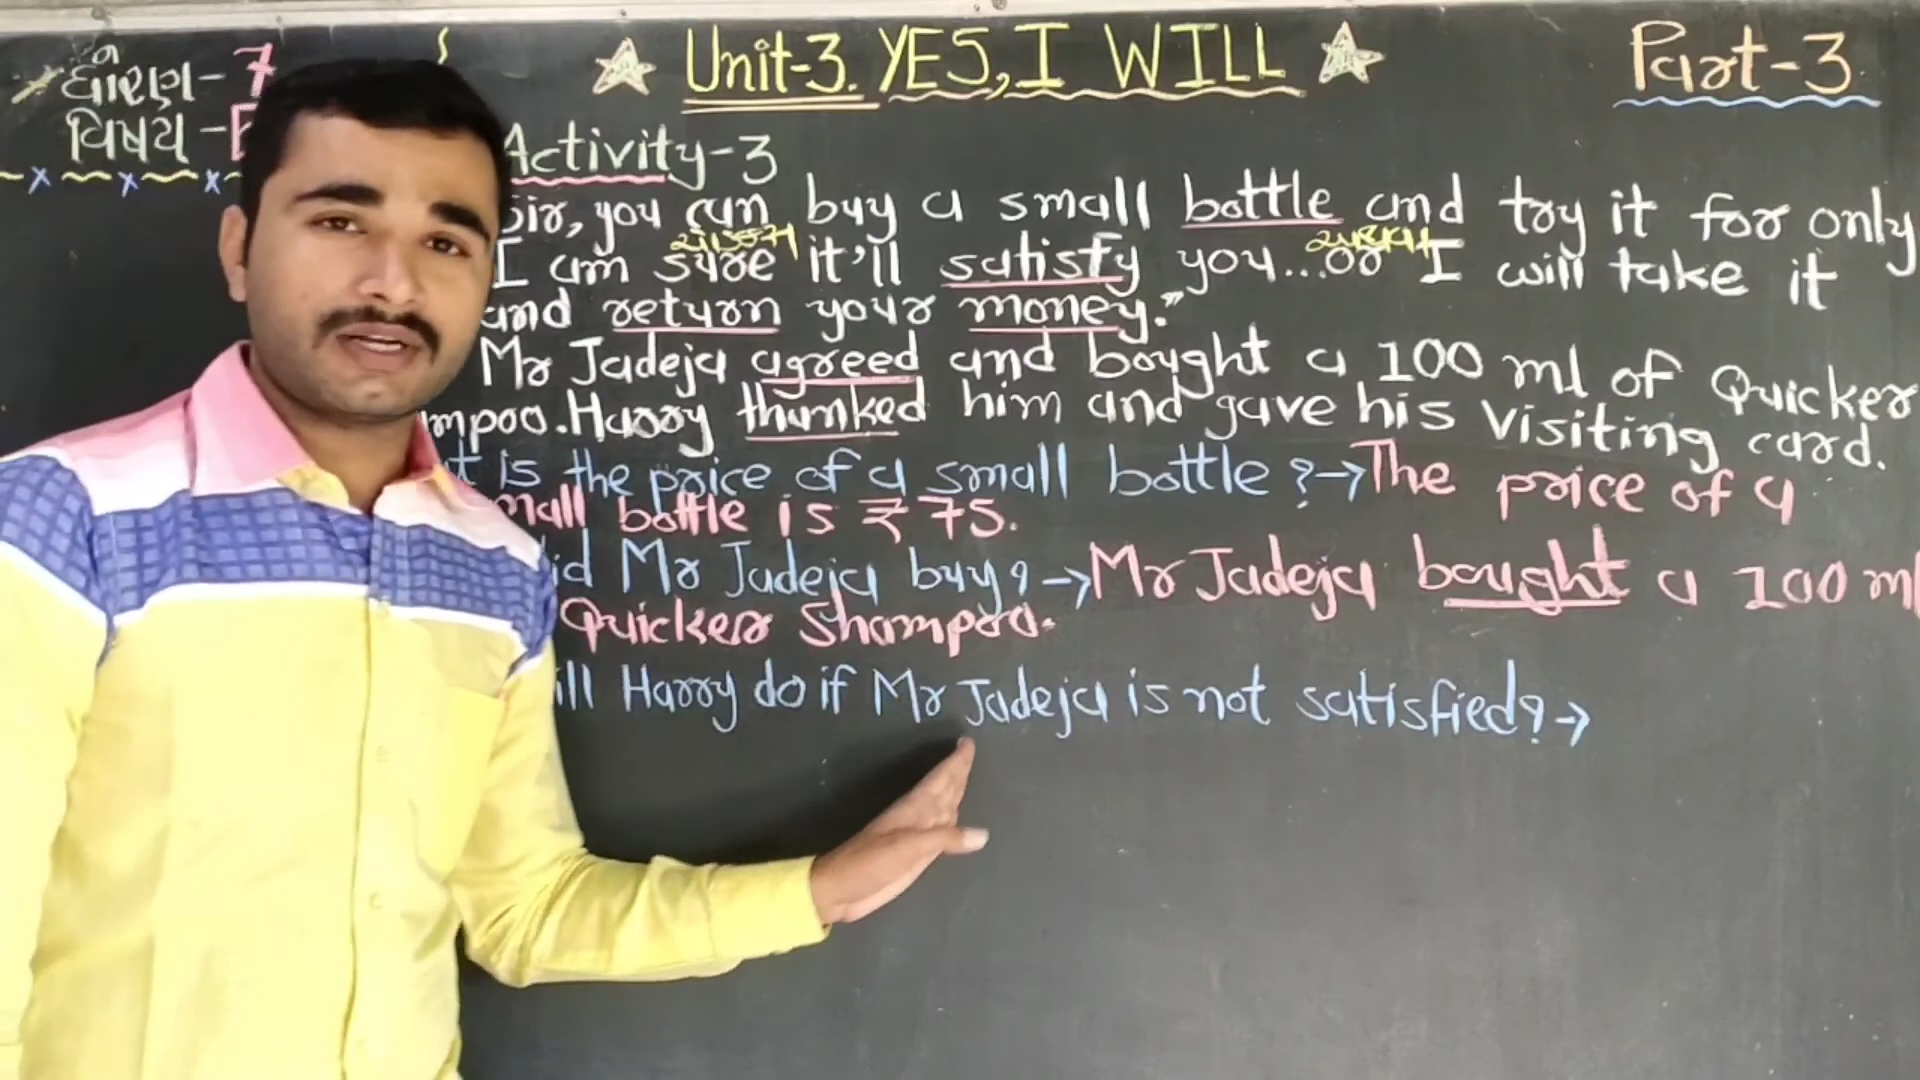 ધોરણ - 7
વિષય -
Unit-3. YES, I WILL
Part-3
Activity-3
Sir, you can buy a small bottle and try it for only
I am sure it'll satisfy you...or I will take it
and return your money."
Mr Jadeja agreed and bought a 100 ml of Quicker
mpoo. Harry thanked him and gave his visiting card.
t is the price of a small bottle ? → The price of a
mall bottle is ₹ 75.
id Mr Jadeja buy? → Mr Jadeja bought a 100 ml
Quicker Shampoo.
ill Harry do if Mr Jadeja is not satisfied? →